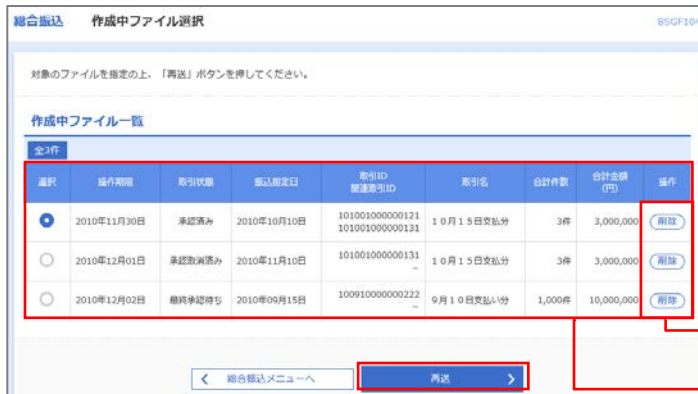 総合振込 作成中ファイル選択 BSGF104
対象のファイルを指定の上、「再送」ボタンを押してください。
作成中ファイル一覧
全3件
選択 操作期限 取引状態 振込指定日 取引ID 関連取引ID 取引名 合計件数 合計金額(円) 操作
2010年11月30日 承認済み 2010年10月10日 101001000000121 101001000000131 10月15日支払分 3件 3,000,000 削除
2010年12月01日 承認取消済み 2010年11月10日 101001000000131 – 10月15日支払分 3件 3,000,000 削除
2010年12月02日 最終承認待ち 2010年09月15日 100910000000222 – 9月10日支払い分 1,000件 10,000,000 削除
総合振込メニューへ 再送